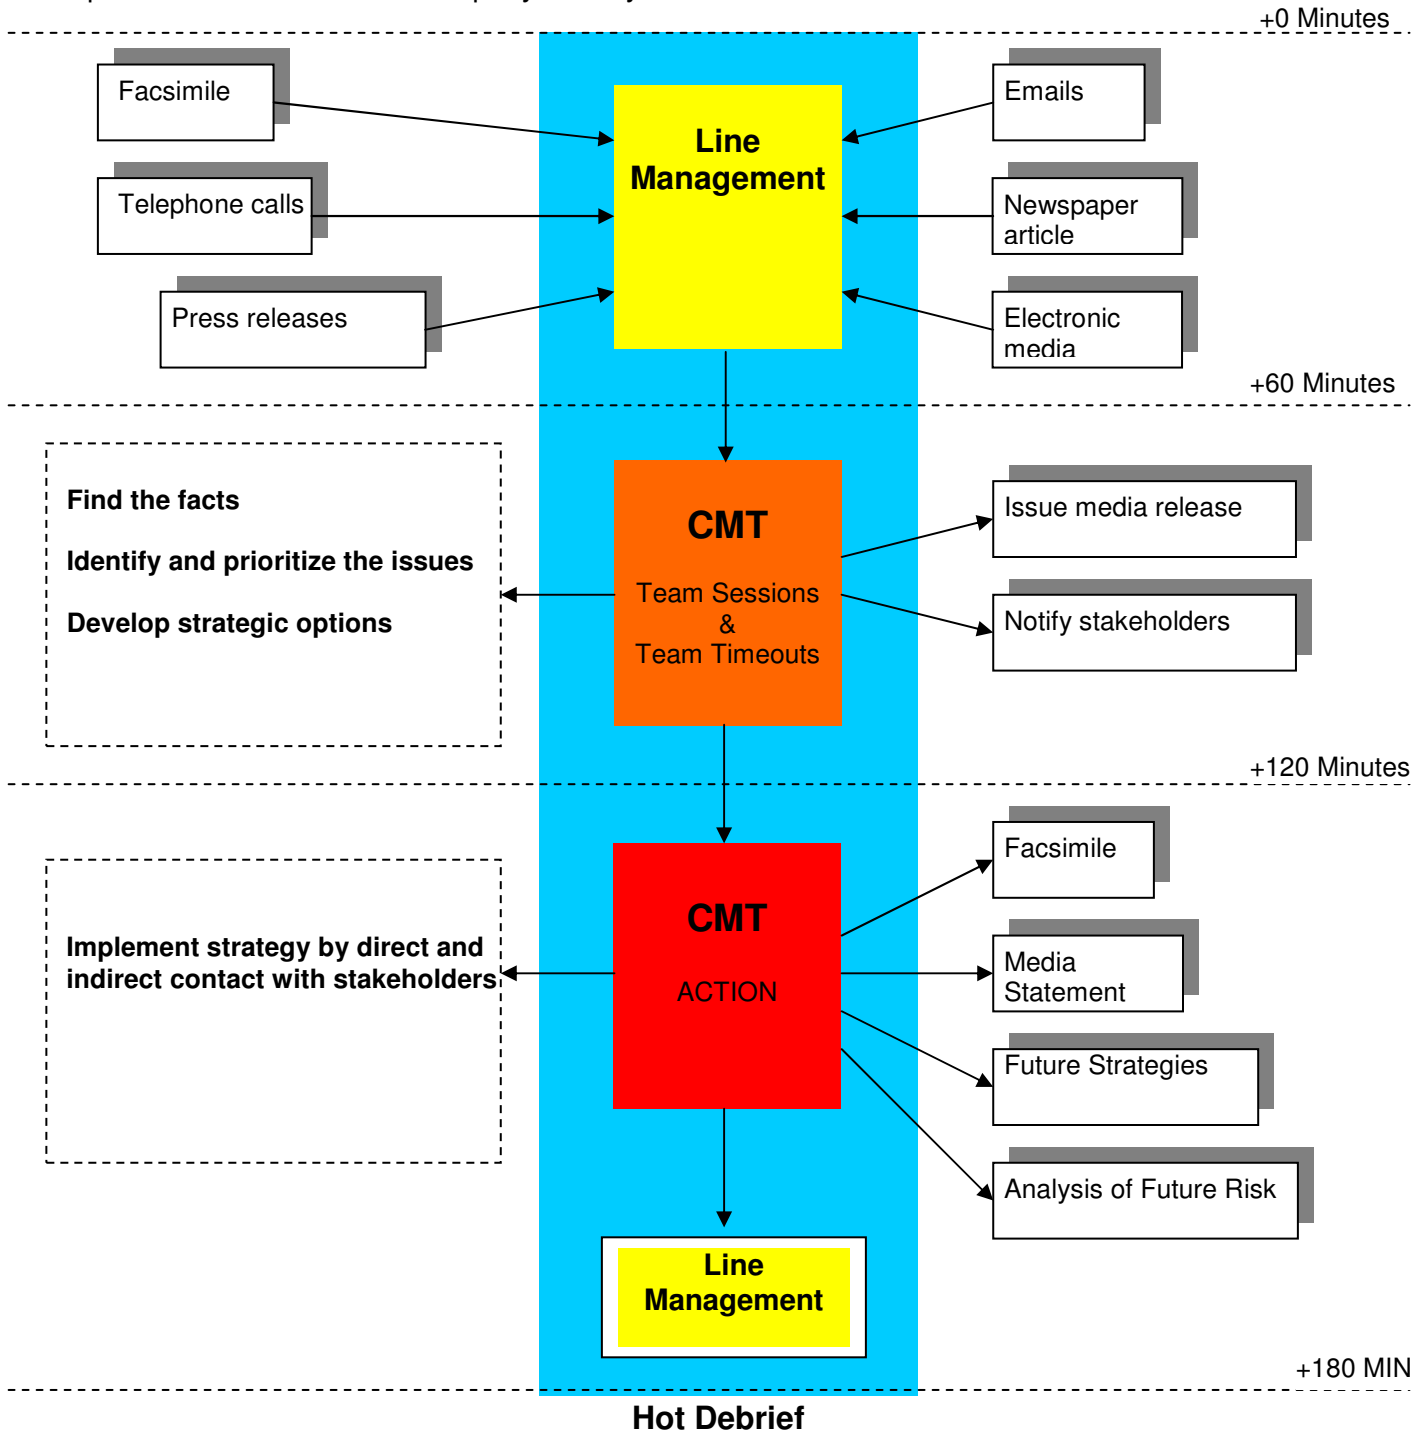 +0 Minutes
Facsimile
Emails
Line
Management
Telephone calls
Newspaper
article
Press releases
Electronic
media
+60 Minutes
Find the facts
Identify and prioritize the issues
Develop strategic options
CMT
Team Sessions
&
Team Timeouts
Issue media release
Notify stakeholders
+120 Minutes
Implement strategy by direct and
indirect contact with stakeholders
CMT
ACTION
Facsimile
Media
Statement
Future Strategies
Analysis of Future Risk
Line
Management
+180 MIN
Hot Debrief